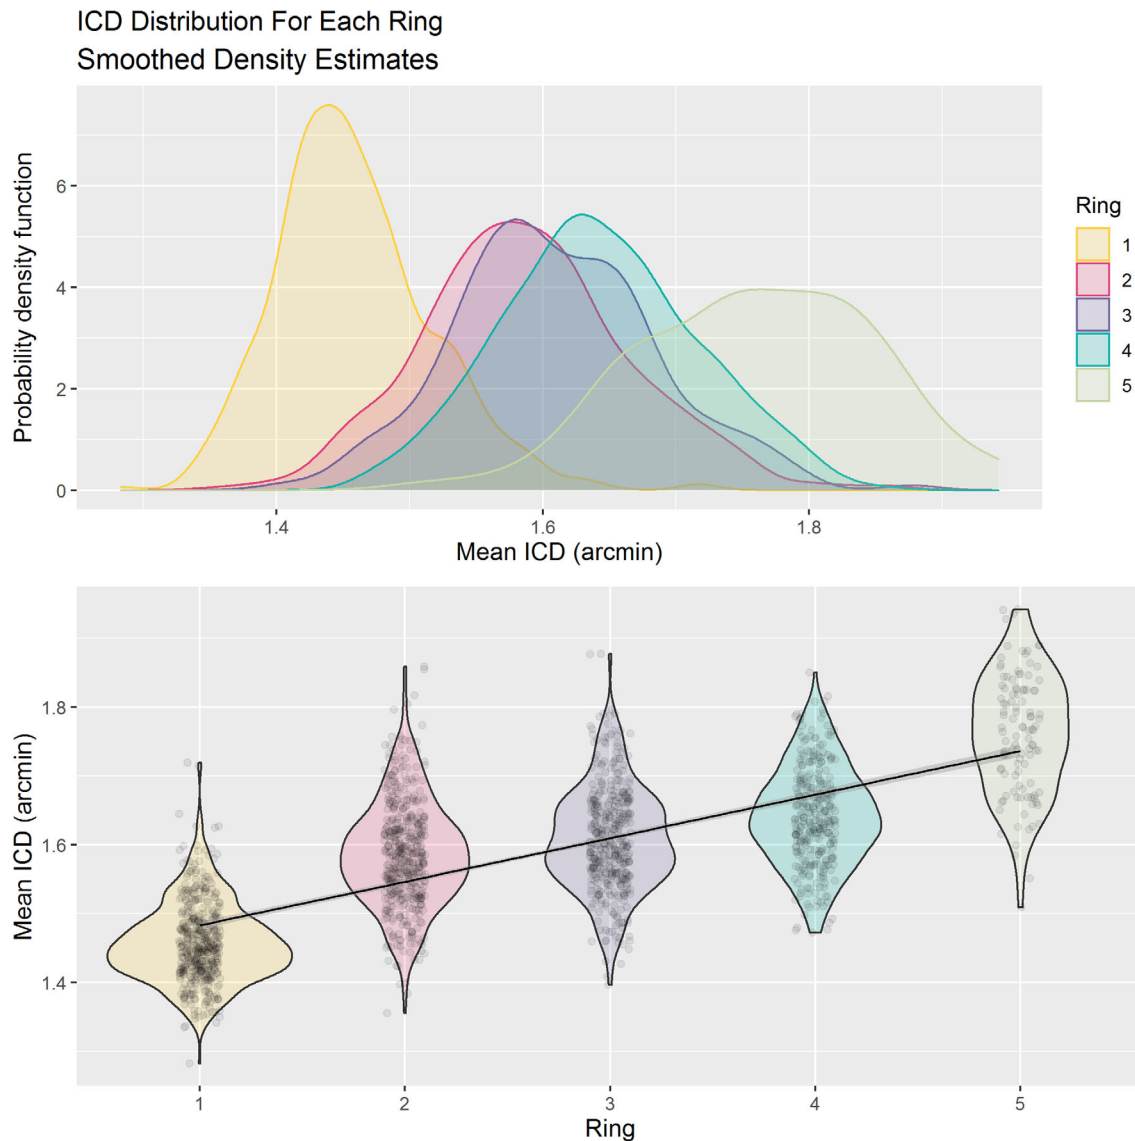 ICD Distribution For Each Ring
Smoothed Density Estimates
Probability density function
6
4
2
0
1.4
1.6
1.8
Mean ICD (arcmin)
Ring
1
2
3
4
5
Mean ICD (arcmin)
1.8
1.6
1.4
1
2
3
4
5
Ring